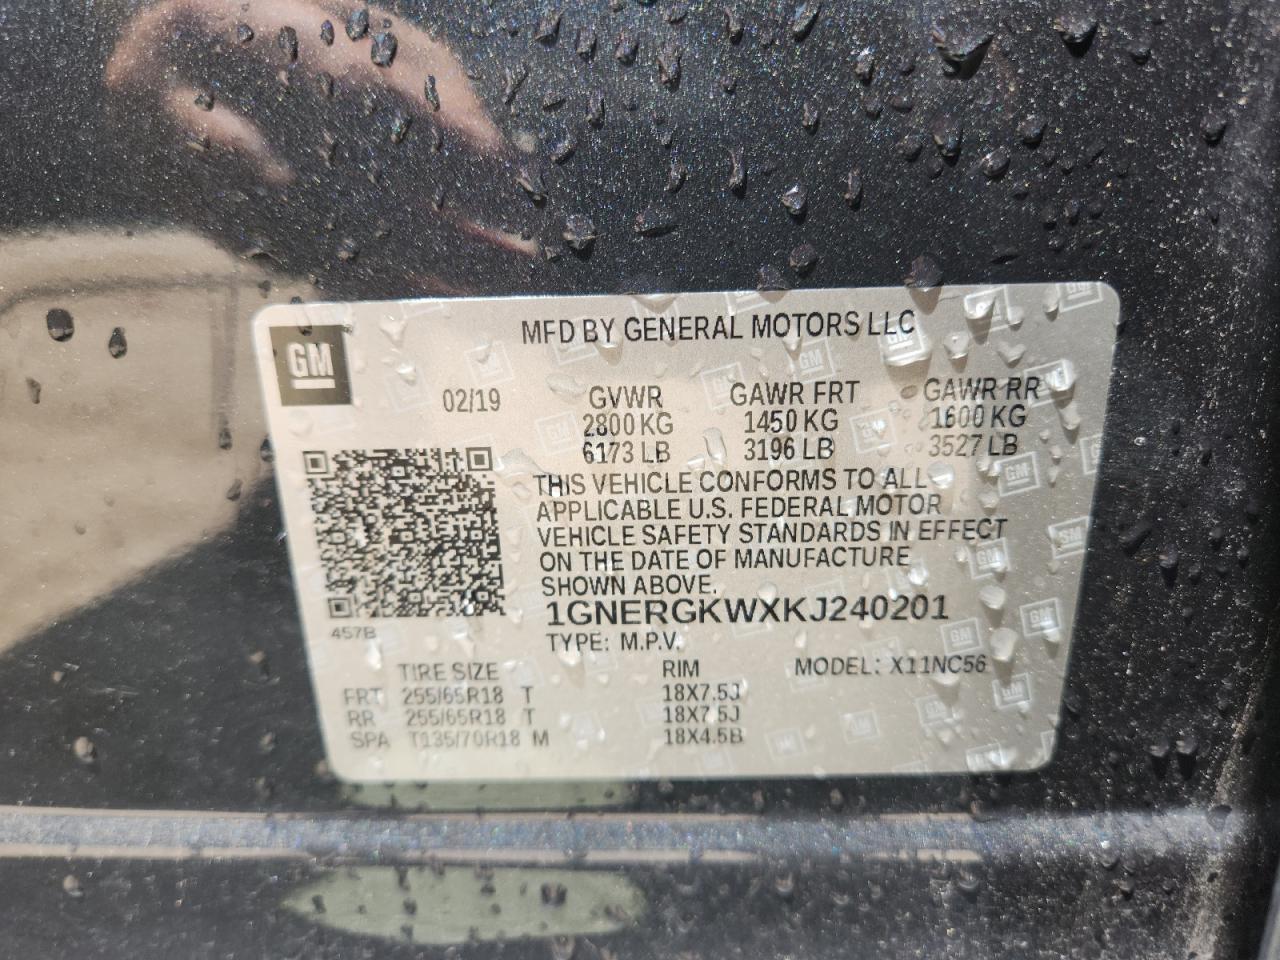 MFD BY GENERAL MOTORS LLC
GM
02/19 GVWR GAWR FRT GAWR RR
2800 KG 1450 KG 1600 KG
6173 LB 3196 LB 3527 LB
THIS VEHICLE CONFORMS TO ALL
APPLICABLE U.S. FEDERAL MOTOR
VEHICLE SAFETY STANDARDS IN EFFECT
ON THE DATE OF MANUFACTURE
SHOWN ABOVE.
1GNERGKWXKJ240201
457B
TYPE: M.P.V.
TIRE SIZE RIM MODEL: X11NC56
FRT 255/65R18 T 18X7.5J
RR 255/65R18 T 18X7.5J
SPA T135/70R18 M 18X4.5B